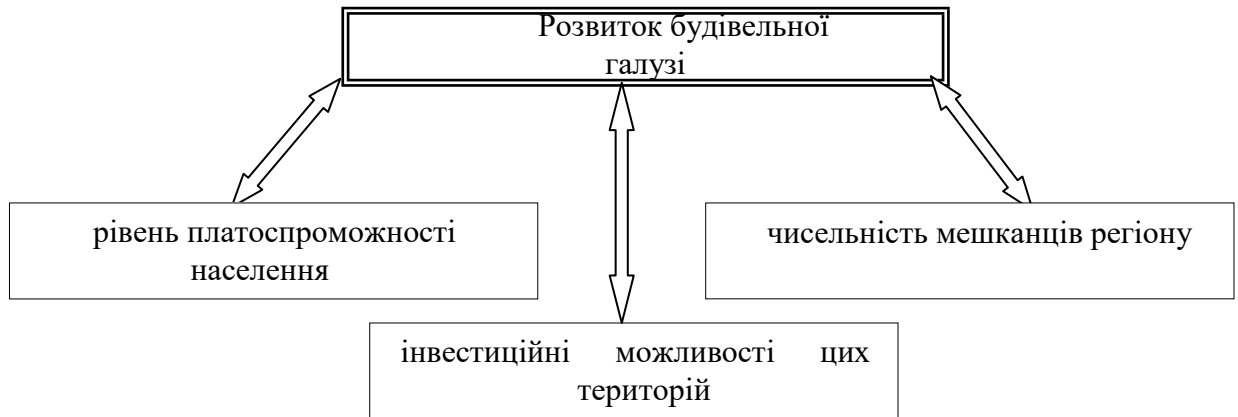 Розвиток будівельної
галузі
рівень платоспроможності
населення
чисельність мешканців регіону
інвестиційні можливості цих
територій